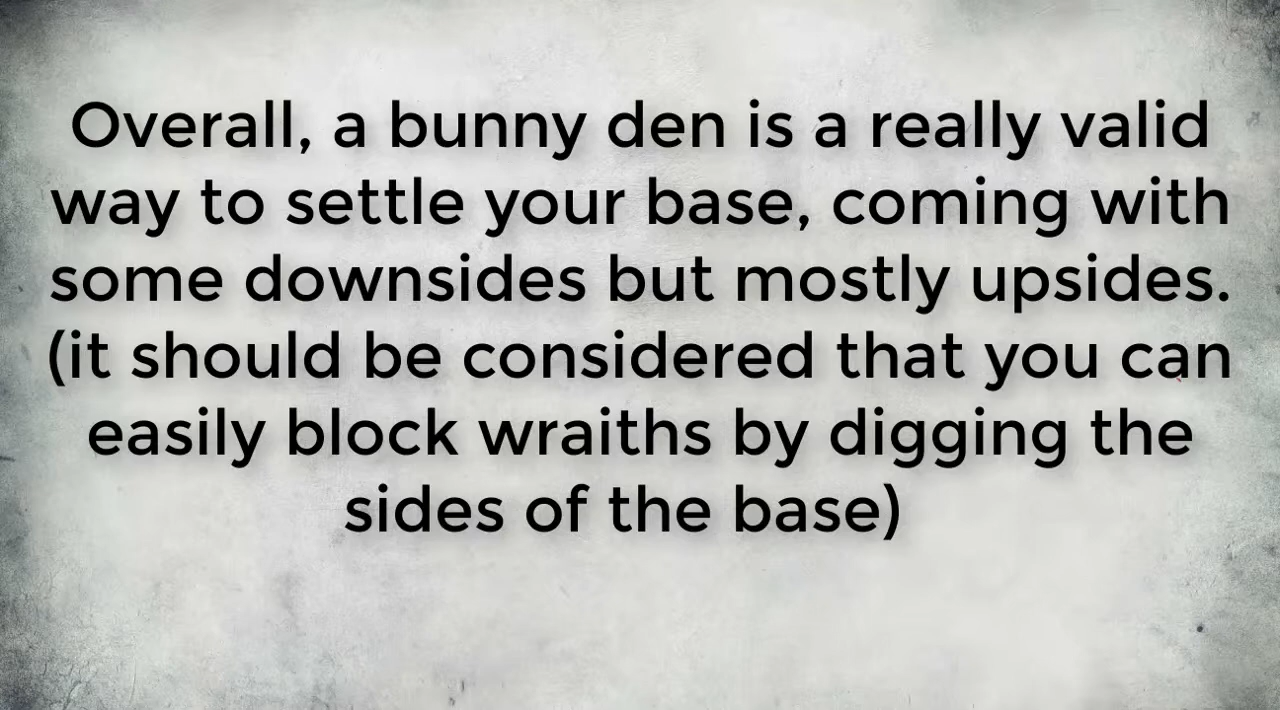 Overall, a bunny den is a really valid
way to settle your base, coming with
some downsides but mostly upsides.
(it should be considered that you can
easily block wraiths by digging the
sides of the base)